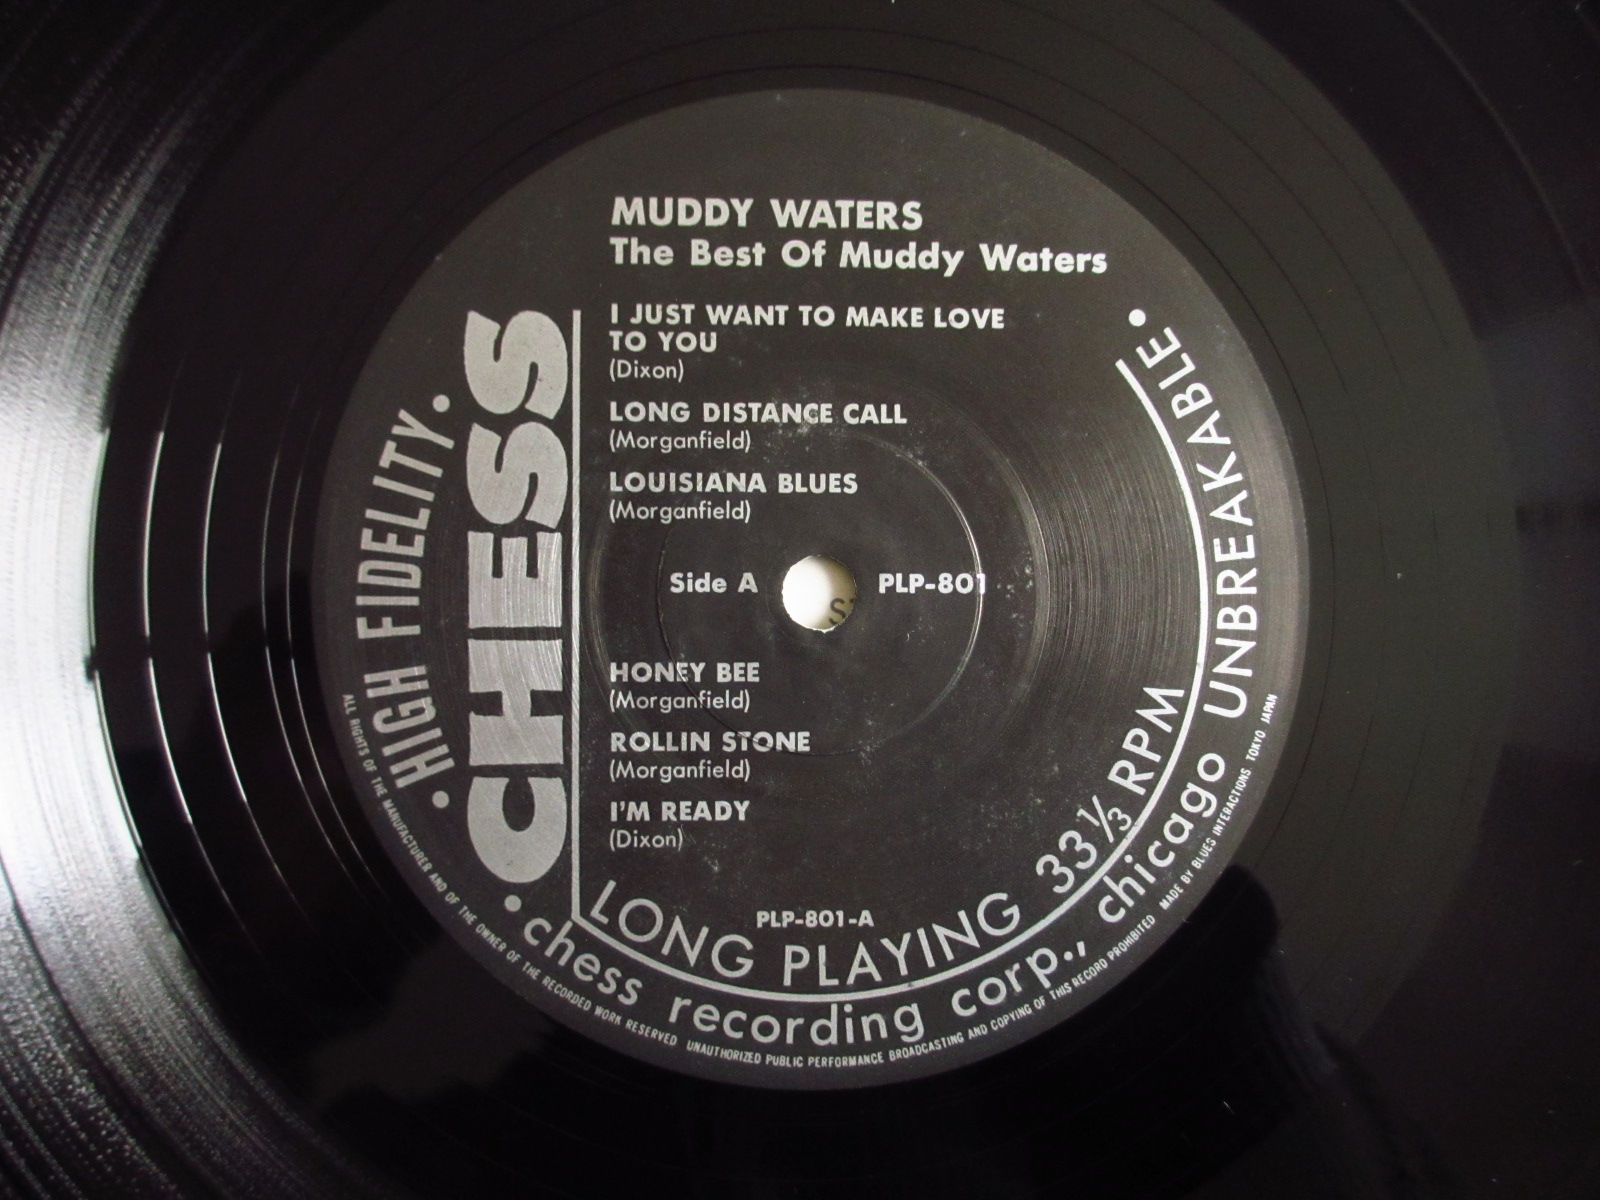 MUDDY WATERS
The Best Of Muddy Waters
I JUST WANT TO MAKE LOVE
TO YOU
(Dixon)
LONG DISTANCE CALL
(Morganfield)
LOUISIANA BLUES
(Morganfield)
Side A PLP-801
HONEY BEE
(Morganfield)
ROLLIN STONE
(Morganfield)
I'M READY
(Dixon)
PLP-801-A
LONG PLAYING 33⅓ RPM
• HIGH FIDELITY •
CHESS
• chess recording corp., chicago UNBREAKABLE •
ALL RIGHTS OF THE MANUFACTURER AND OF THE OWNER OF THE RECORDED WORK RESERVED UNAUTHORIZED PUBLIC PERFORMANCE BROADCASTING AND COPYING OF THIS RECORD PROHIBITED MADE BY BLUES INTERACTIONS TOKYO JAPAN